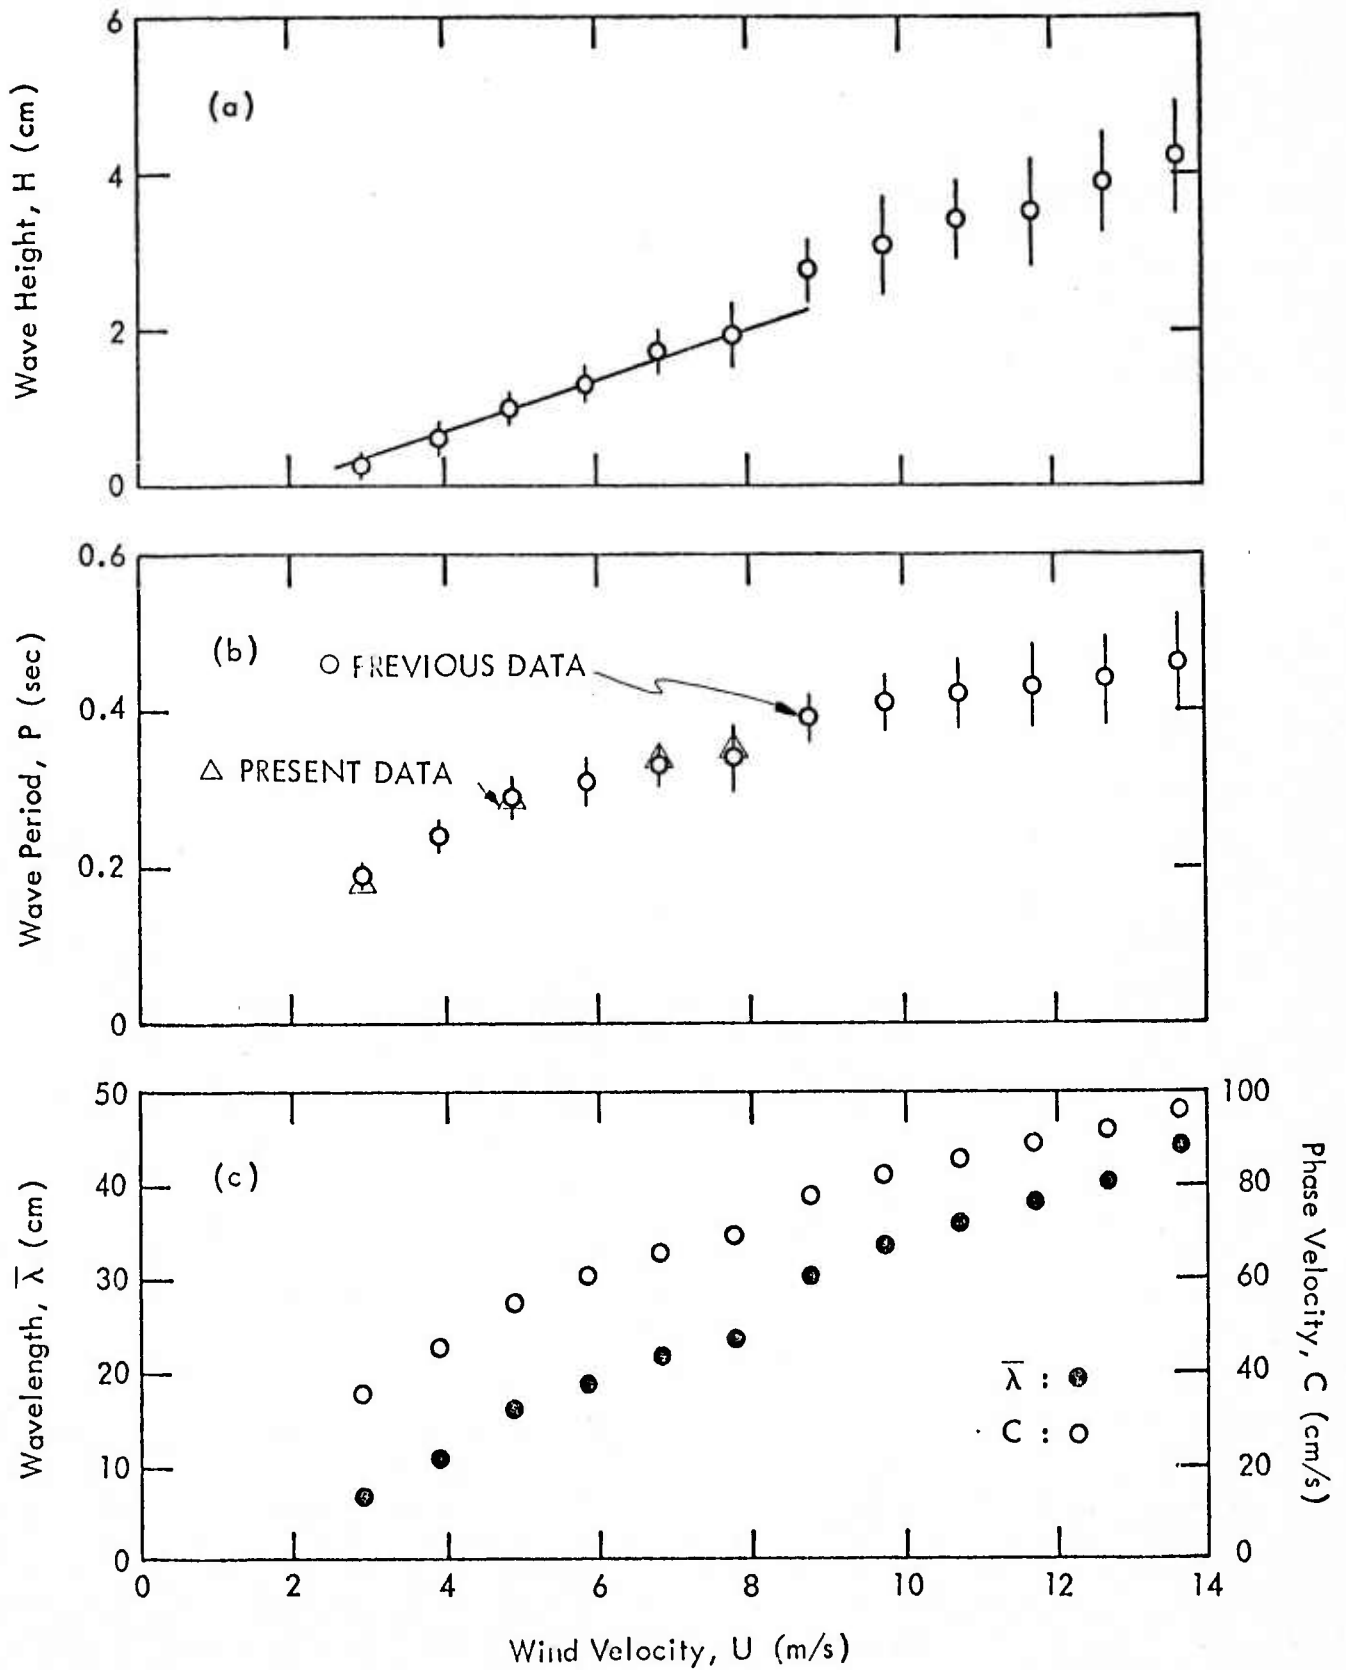 6
(a)
Wave Height, H (cm)
4
2
0
0.6
(b)
PREVIOUS DATA
Wave Period, P (sec)
0.4
PRESENT DATA
0.2
0
50
100
(c)
Wavelength, λ̅ (cm)
Phase Velocity, C (cm/s)
40
80
30
60
20
40
λ̅ :
C :
10
20
0
0
0 2 4 6 8 10 12 14
Wind Velocity, U (m/s)